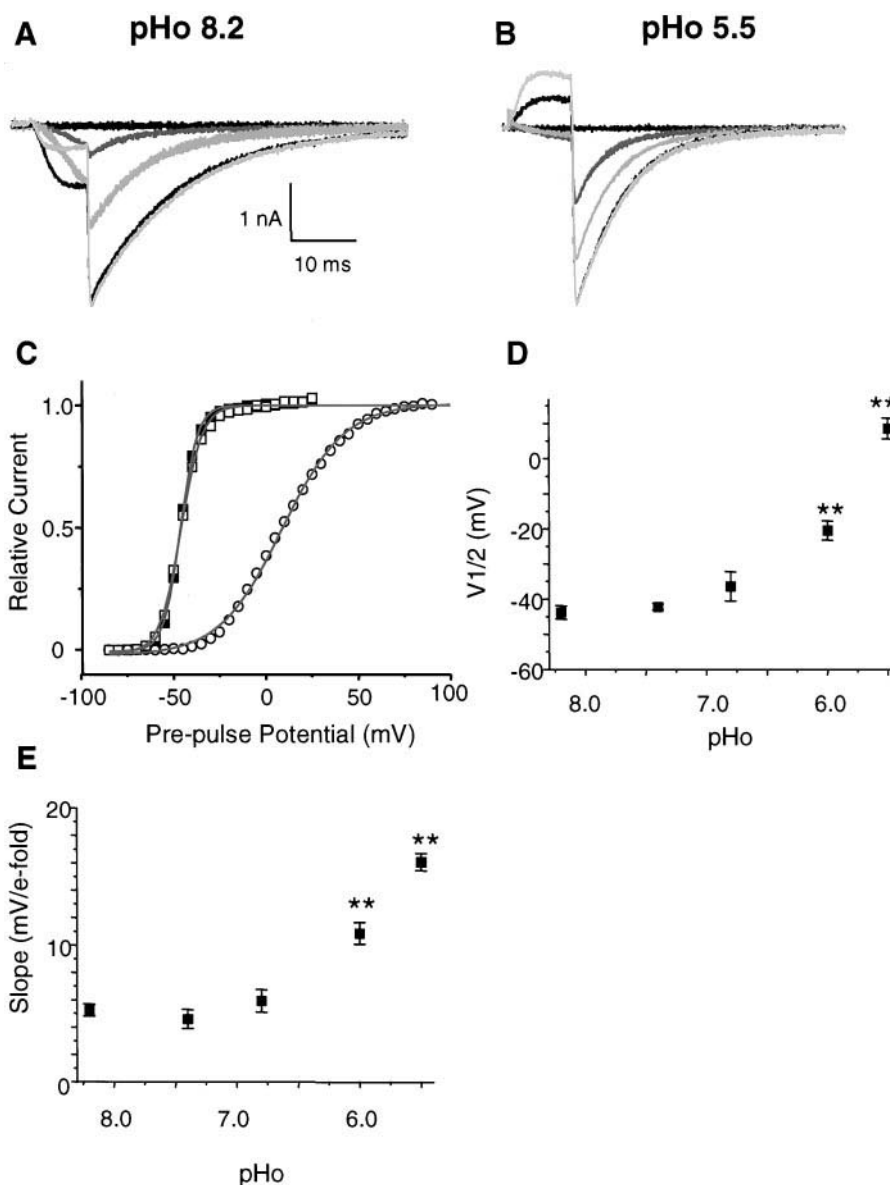 A pHo 8.2
B pHo 5.5
1 nA
10 ms
C
1.0
0.5
0
Relative Current
-100 -50 0 50 100
Pre-pulse Potential (mV)
D
**
**
0
-20
-40
-60
V1/2 (mV)
8.0 7.0 6.0
pHo
E
20
10
0
Slope (mV/e-fold)
**
**
8.0 7.0 6.0
pHo